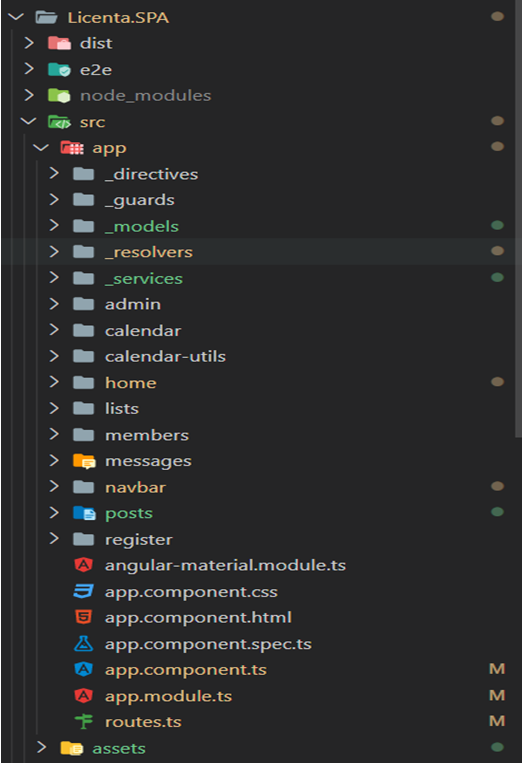 Licenta.SPA
dist
e2e
node_modules
src
app
_directives
_guards
_models
_resolvers
_services
admin
calendar
calendar-utils
home
lists
members
messages
navbar
posts
register
angular-material.module.ts
app.component.css
app.component.html
app.component.spec.ts
app.component.ts M
app.module.ts M
routes.ts M
assets